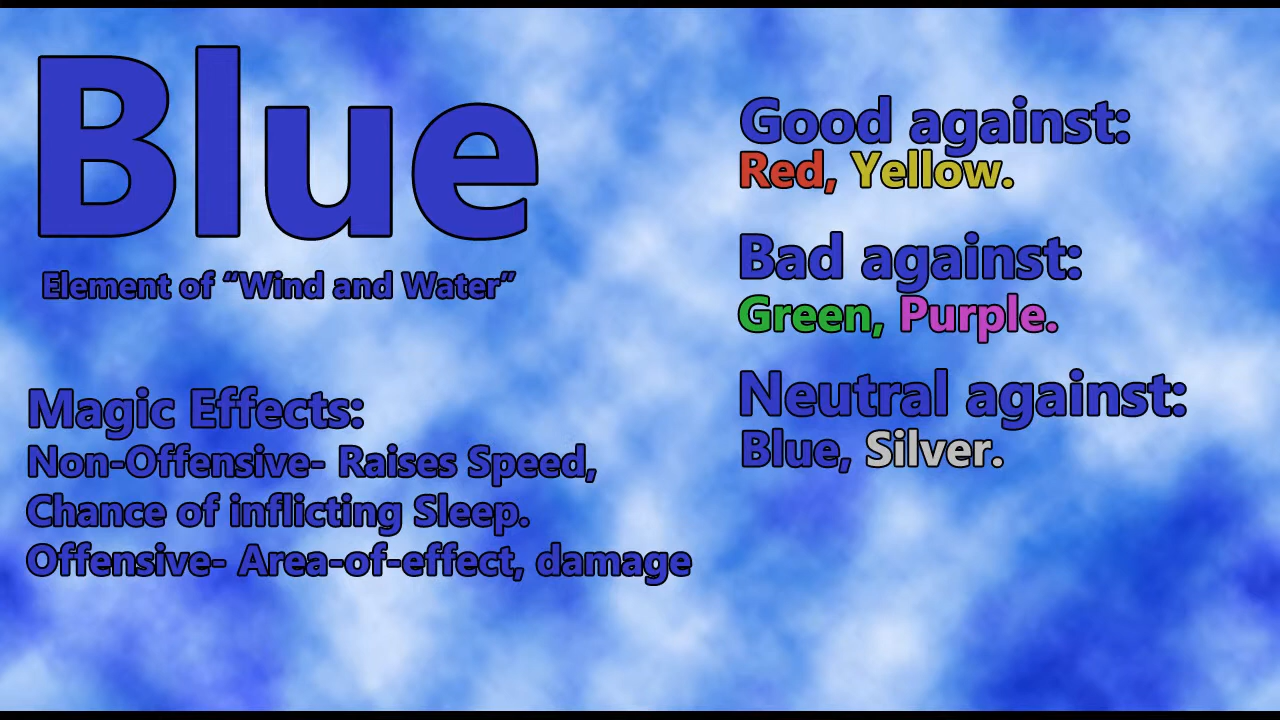 Blue
Element of “Wind and Water”
Magic Effects:
Non-Offensive- Raises Speed,
Chance of inflicting Sleep.
Offensive- Area-of-effect, damage
Good against:
Red, Yellow.
Bad against:
Green, Purple.
Neutral against:
Blue, Silver.